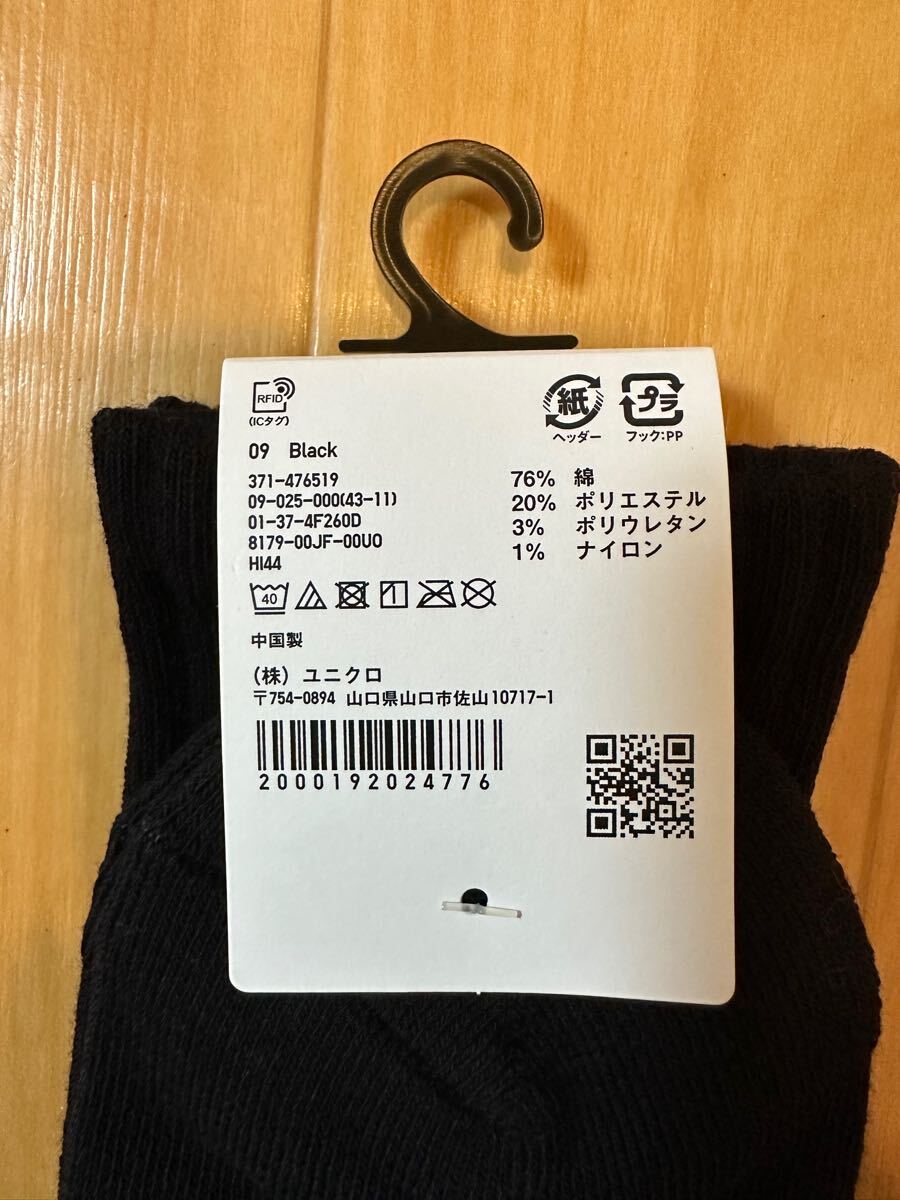 RFID
(ICタグ)
紙
ヘッダー
プラ
フック:PP
09 Black
371-476519
09-025-000(43-11)
01-37-4F260D
8179-00JF-00U0
HI44
76% 綿
20% ポリエステル
3% ポリウレタン
1% ナイロン
40
中国製
(株) ユニクロ
〒754-0894 山口県山口市佐山10717-1
2000192024776